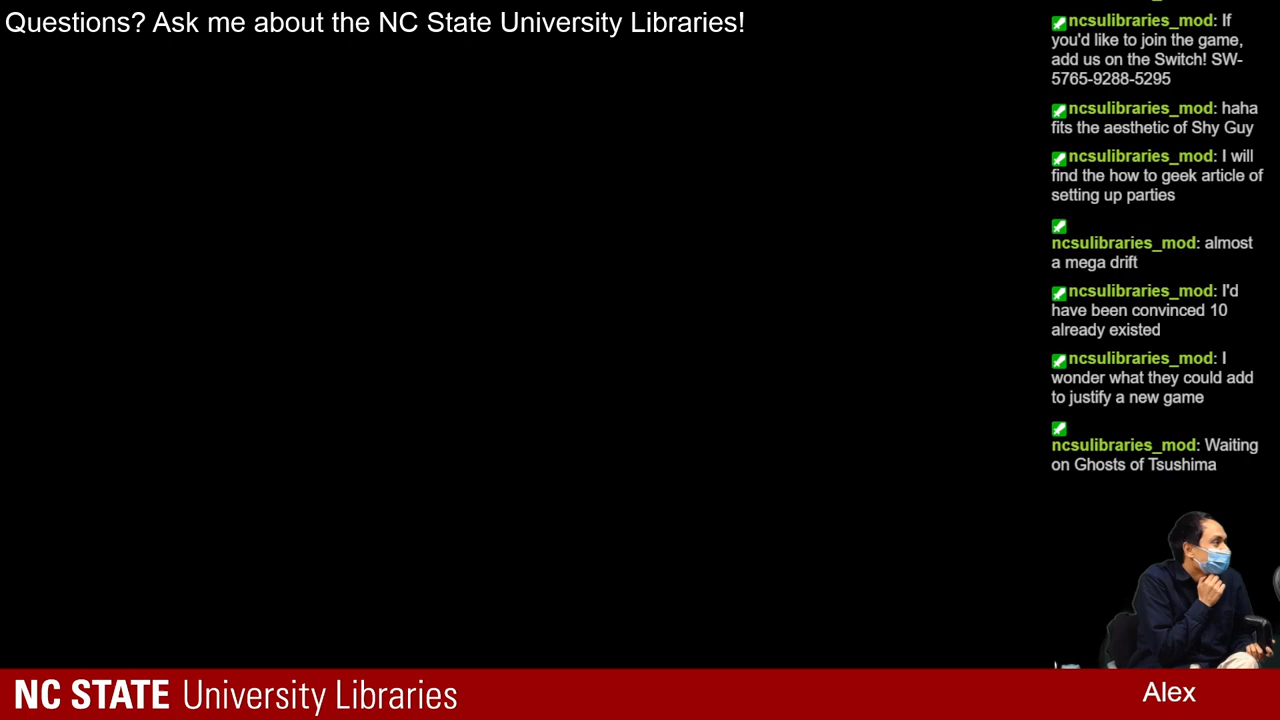 Questions? Ask me about the NC State University Libraries!
ncsulibraries_mod: If
you'd like to join the game,
add us on the Switch! SW-
5765-9288-5295
ncsulibraries_mod: haha
fits the aesthetic of Shy Guy
ncsulibraries_mod: I will
find the how to geek article of
setting up parties
ncsulibraries_mod: almost
a mega drift
ncsulibraries_mod: I'd
have been convinced 10
already existed
ncsulibraries_mod: I
wonder what they could add
to justify a new game
ncsulibraries_mod: Waiting
on Ghosts of Tsushima
NC STATE University Libraries
Alex